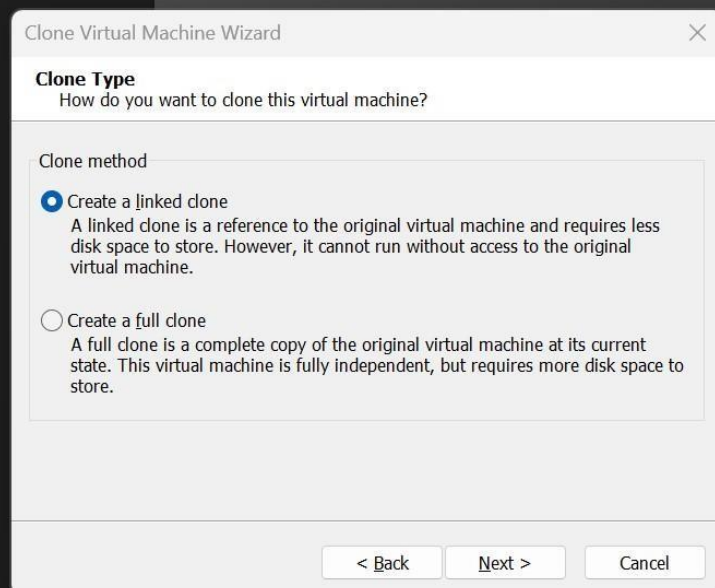 Clone Virtual Machine Wizard
Clone Type
How do you want to clone this virtual machine?
Clone method
Create a linked clone
A linked clone is a reference to the original virtual machine and requires less
disk space to store. However, it cannot run without access to the original
virtual machine.
Create a full clone
A full clone is a complete copy of the original virtual machine at its current
state. This virtual machine is fully independent, but requires more disk space to
store.
< Back Next > Cancel